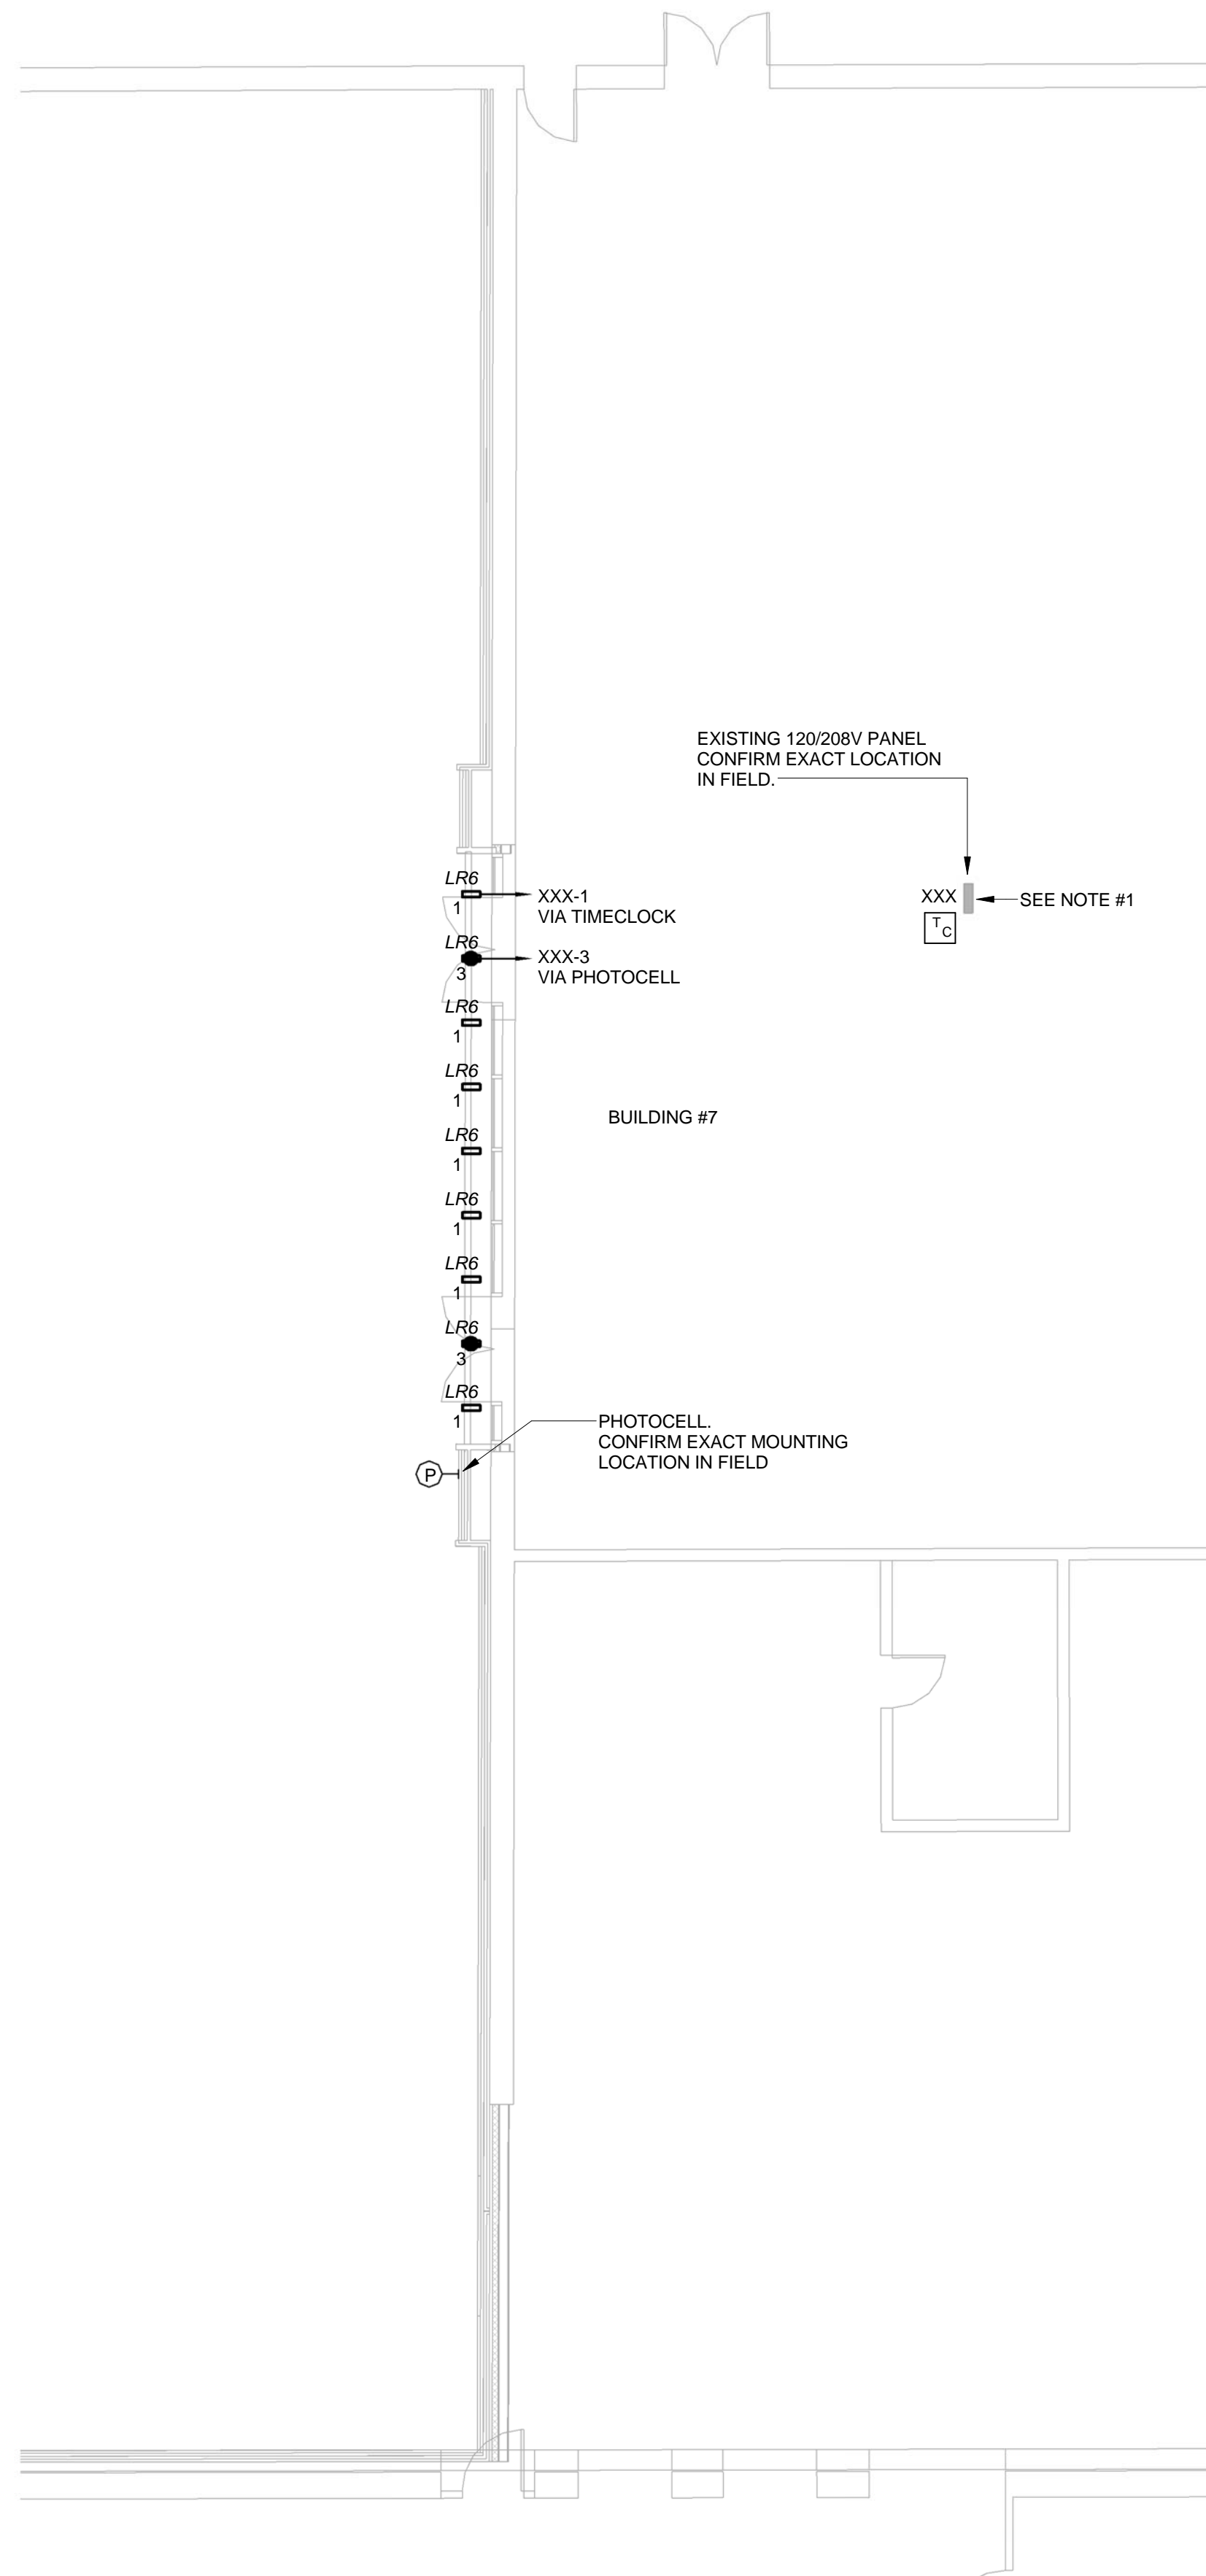 EXISTING 120/208V PANEL
CONFIRM EXACT LOCATION
IN FIELD.
LR6
1
XXX-1
VIA TIMECLOCK
XXX
SEE NOTE #1
TC
LR6
3
XXX-3
VIA PHOTOCELL
LR6
1
LR6
1
BUILDING #7
LR6
1
LR6
1
LR6
1
LR6
3
LR6
1
PHOTOCELL.
CONFIRM EXACT MOUNTING
LOCATION IN FIELD
P